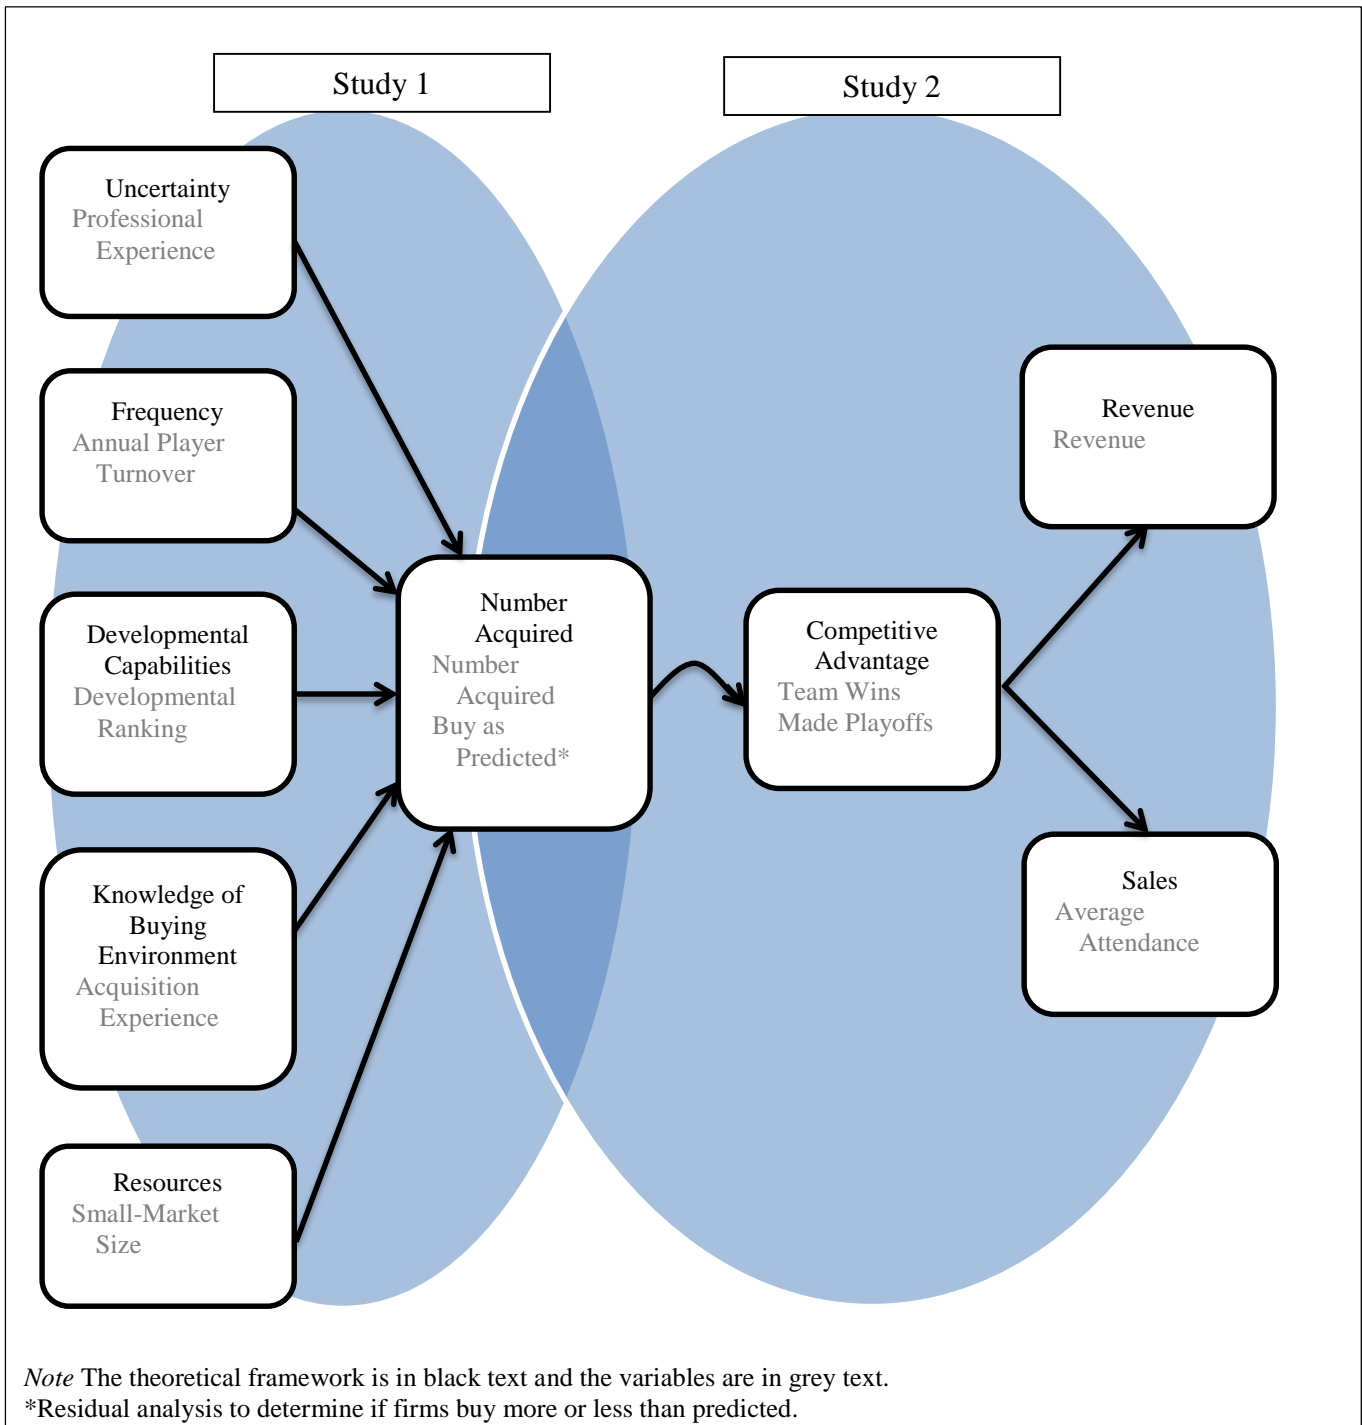 Study 1
Study 2
Uncertainty
Professional
Experience
Frequency
Annual Player
Turnover
Developmental
Capabilities
Developmental
Ranking
Knowledge of
Buying
Environment
Acquisition
Experience
Resources
Small-Market
Size
Number
Acquired
Number
Acquired
Buy as
Predicted*
Competitive
Advantage
Team Wins
Made Playoffs
Revenue
Revenue
Sales
Average
Attendance
Note The theoretical framework is in black text and the variables are in grey text.
*Residual analysis to determine if firms buy more or less than predicted.